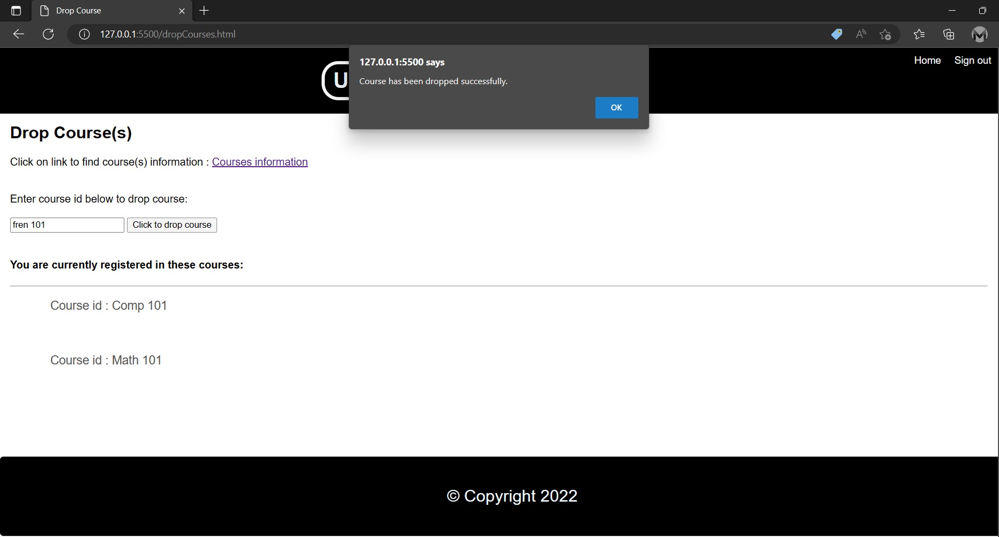 Drop Course
127.0.0.1:5500/dropCourses.html
127.0.0.1:5500 says
Course has been dropped successfully.
OK
Home Sign out
U
Drop Course(s)
Click on link to find course(s) information : Courses information
Enter course id below to drop course:
fren 101 Click to drop course
You are currently registered in these courses:
Course id : Comp 101
Course id : Math 101
© Copyright 2022